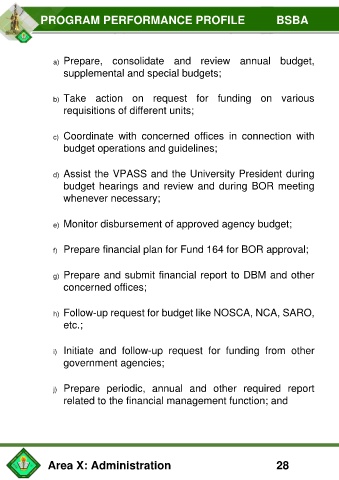 PROGRAM PERFORMANCE PROFILE BSBA
a) Prepare, consolidate and review annual budget,
supplemental and special budgets;
b) Take action on request for funding on various
requisitions of different units;
c) Coordinate with concerned offices in connection with
budget operations and guidelines;
d) Assist the VPASS and the University President during
budget hearings and review and during BOR meeting
whenever necessary;
e) Monitor disbursement of approved agency budget;
f) Prepare financial plan for Fund 164 for BOR approval;
g) Prepare and submit financial report to DBM and other
concerned offices;
h) Follow-up request for budget like NOSCA, NCA, SARO,
etc.;
i) Initiate and follow-up request for funding from other
government agencies;
j) Prepare periodic, annual and other required report
related to the financial management function; and
Area X: Administration 28